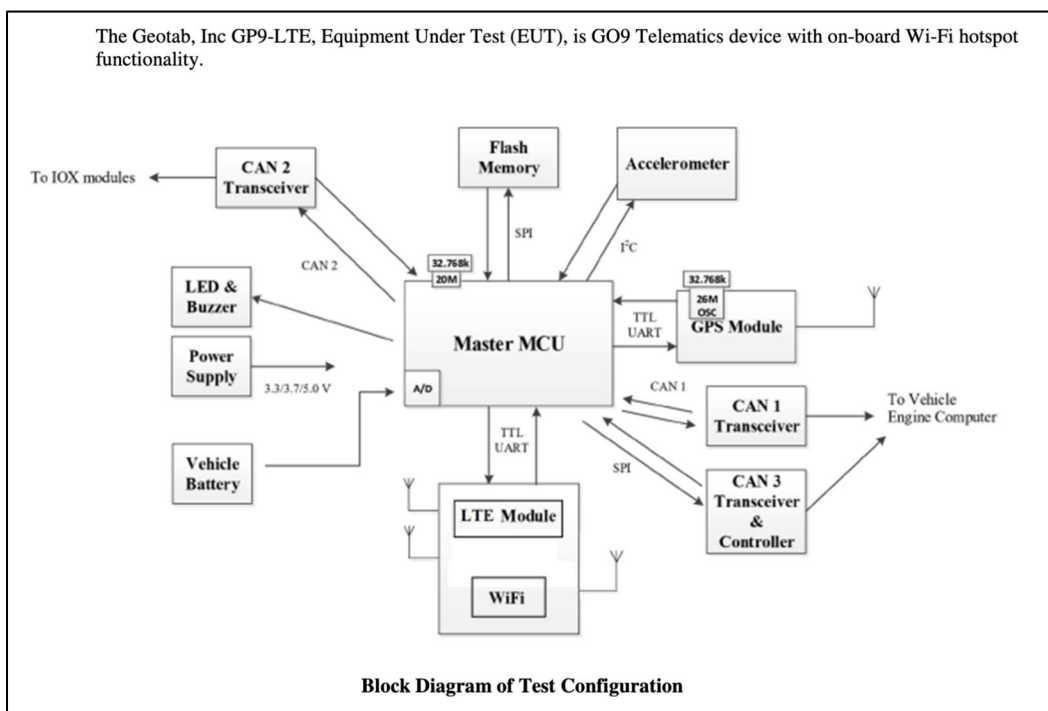 The Geotab, Inc GP9-LTE, Equipment Under Test (EUT), is GO9 Telematics device with on-board Wi-Fi hotspot
functionality.
To IOX modules
CAN 2
Transceiver
Flash
Memory
Accelerometer
CAN 2
SPI
I²C
LED &
Buzzer
32.768k
20M
Master MCU
A/D
32.768k
26M
OSC
GPS Module
TTL
UART
Power
Supply
3.3/3.7/5.0 V
CAN 1
CAN 1
Transceiver
To Vehicle
Engine Computer
Vehicle
Battery
TTL
UART
SPI
CAN 3
Transceiver
&
Controller
LTE Module
WiFi
Block Diagram of Test Configuration